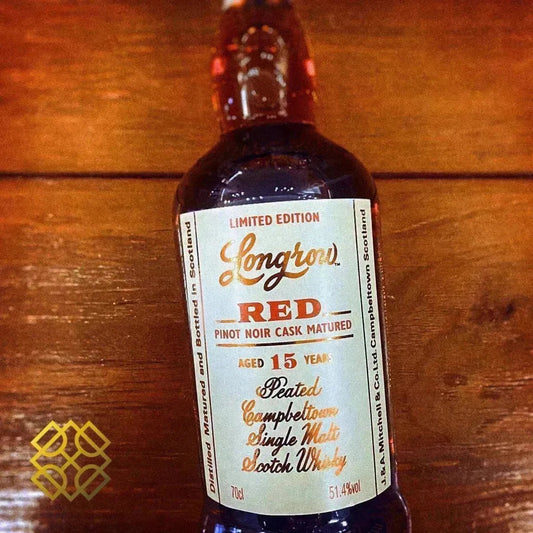 LIMITED EDITION
Longrow™
RED
PINOT NOIR CASK MATURED
AGED 15 YEARS
Peated
Campbeltown
Single Malt
Scotch Whisky
70cl 51.4%vol
Distilled Matured and Bottled in Scotland
J.&A. Mitchell & Co.Ltd. Campbeltown Scotland